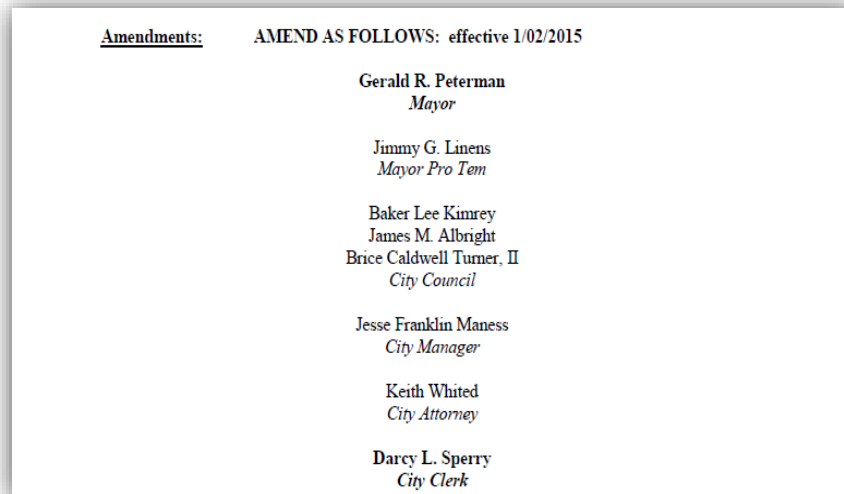 Amendments: AMEND AS FOLLOWS: effective 1/02/2015
Gerald R. Peterman
Mayor
Jimmy G. Linens
Mayor Pro Tem
Baker Lee Kimrey
James M. Albright
Brice Caldwell Turner, II
City Council
Jesse Franklin Maness
City Manager
Keith Whited
City Attorney
Darcy L. Sperry
City Clerk